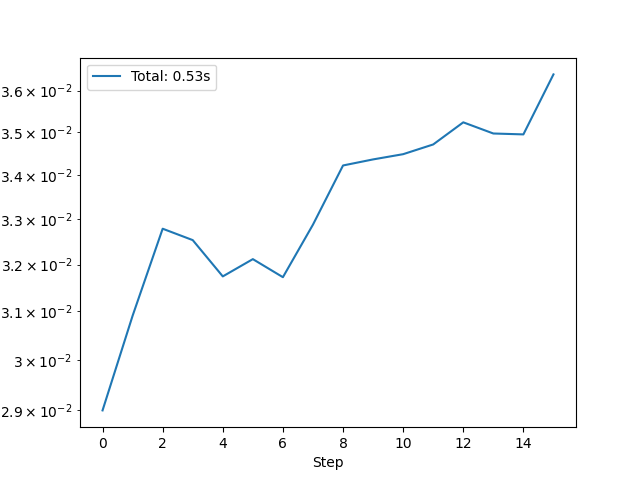 Total: 0.53s
3.6 × 10⁻²
3.5 × 10⁻²
3.4 × 10⁻²
3.3 × 10⁻²
3.2 × 10⁻²
3.1 × 10⁻²
3 × 10⁻²
2.9 × 10⁻²
0 2 4 6 8 10 12 14
Step